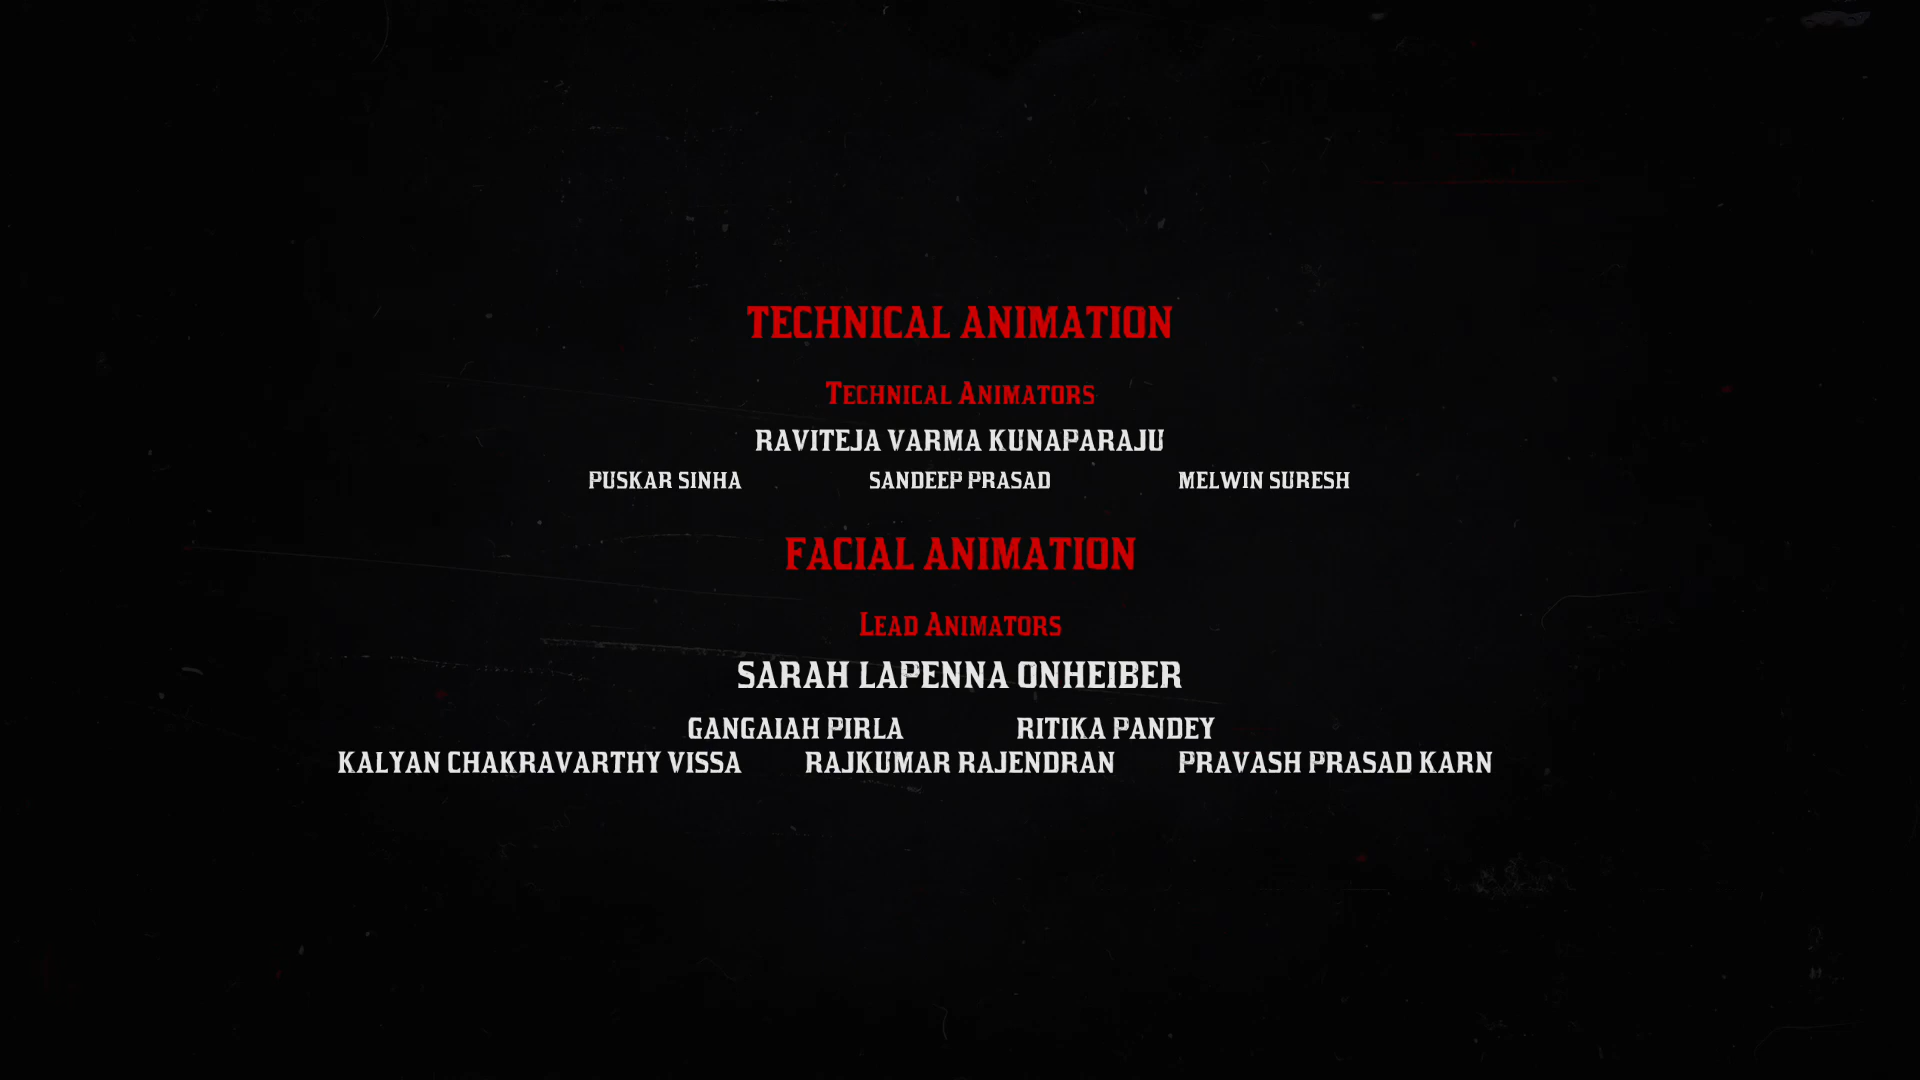 TECHNICAL ANIMATION
TECHNICAL ANIMATORS
RAVITEJA VARMA KUNAPARAJU
PUSKAR SINHA SANDEEP PRASAD MELWIN SURESH
FACIAL ANIMATION
LEAD ANIMATORS
SARAH LAPENNA ONHEIBER
GANGAIAH PIRLA RITIKA PANDEY
KALYAN CHAKRAVARTHY VISSA RAJKUMAR RAJENDRAN PRAVASH PRASAD KARN